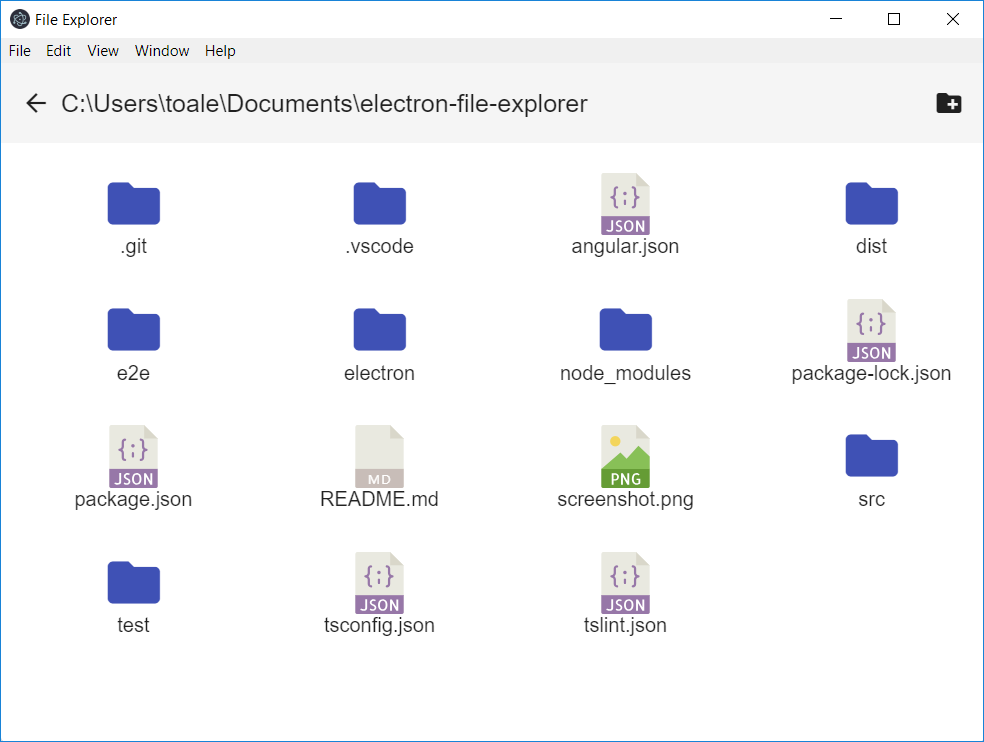 File Explorer
File Edit View Window Help
C:\Users\toale\Documents\electron-file-explorer
{;}
JSON
.git .vscode angular.json dist
{;}
JSON
e2e electron node_modules package-lock.json
{;}
JSON MD PNG
package.json README.md screenshot.png src
{;} {;}
JSON JSON
test tsconfig.json tslint.json